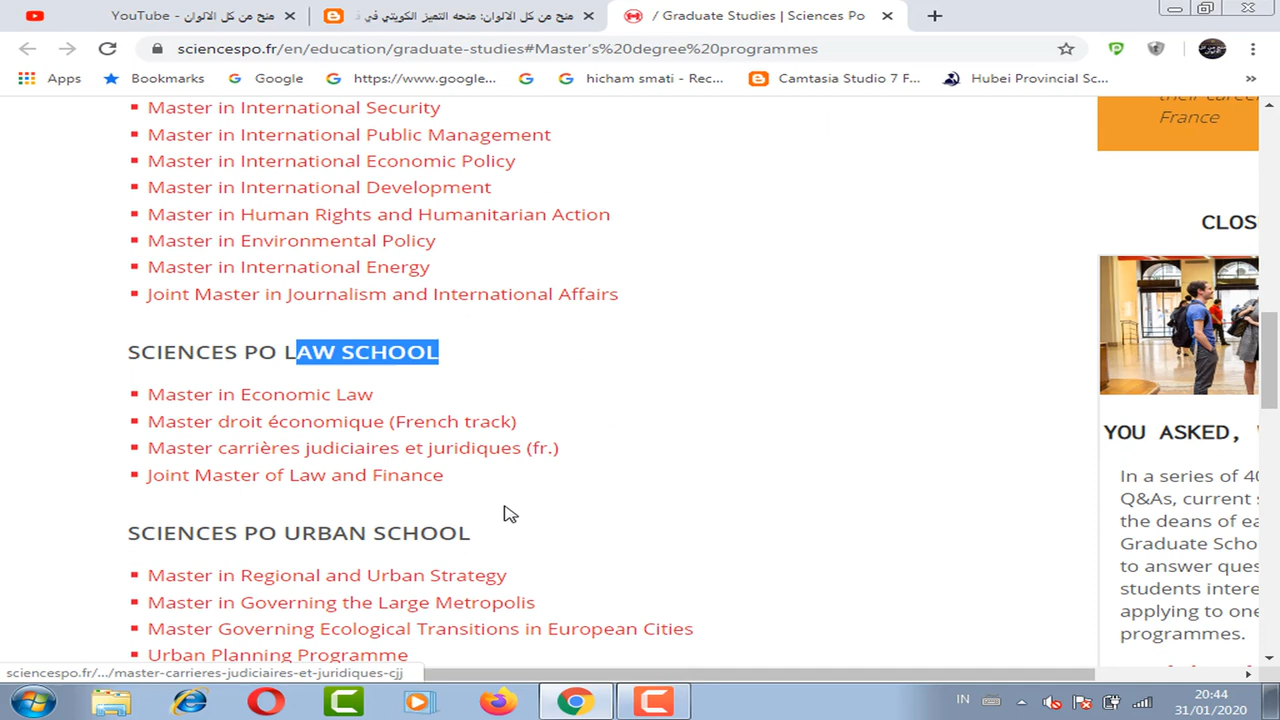 منح من كل الالوان - YouTube
منح من كل الالوان: منحه التميز الكويتي في
/ Graduate Studies | Sciences Po
sciencespo.fr/en/education/graduate-studies#Master's%20degree%20programmes
Apps
Bookmarks
Google
https://www.google...
hicham smati - Rec...
Camtasia Studio 7 F...
Hubei Provincial Sc...
»
Master in International Security
Master in International Public Management
Master in International Economic Policy
Master in International Development
Master in Human Rights and Humanitarian Action
Master in Environmental Policy
Master in International Energy
Joint Master in Journalism and International Affairs
SCIENCES PO LAW SCHOOL
Master in Economic Law
Master droit économique (French track)
Master carrières judiciaires et juridiques (fr.)
Joint Master of Law and Finance
SCIENCES PO URBAN SCHOOL
Master in Regional and Urban Strategy
Master in Governing the Large Metropolis
Master Governing Ecological Transitions in European Cities
Urban Planning Programme
their career
France
CLOS
YOU ASKED,
In a series of 40
Q&As, current s
the deans of ea
Graduate Scho
to answer ques
students intere
applying to one
programmes.
sciencespo.fr/.../master-carrieres-judiciaires-et-juridiques-cjj
IN
20:44
31/01/2020